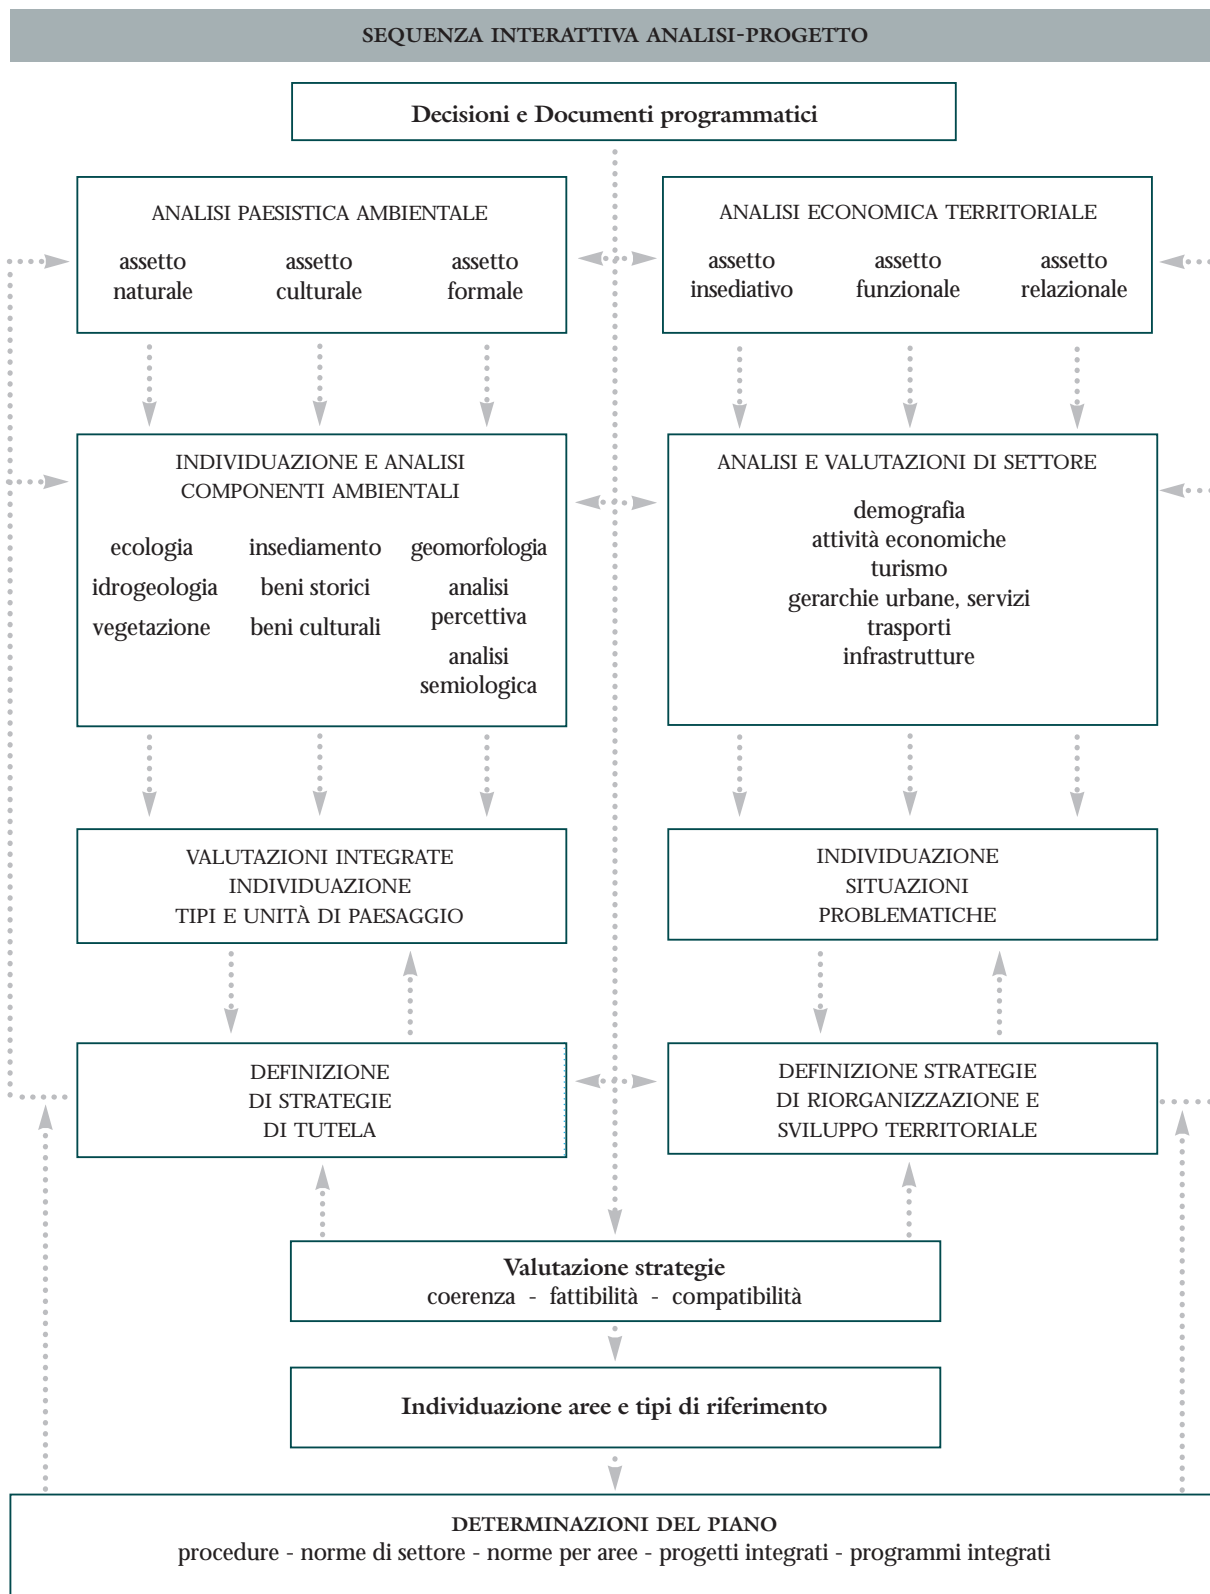 SEQUENZA INTERATTIVA ANALISI-PROGETTO
Decisioni e Documenti programmatici
ANALISI PAESISTICA AMBIENTALE
assetto naturale
assetto culturale
assetto formale
ANALISI ECONOMICA TERRITORIALE
assetto insediativo
assetto funzionale
assetto relazionale
INDIVIDUAZIONE E ANALISI
COMPONENTI AMBIENTALI
ecologia
idrogeologia
vegetazione
insediamento
beni storici
beni culturali
geomorfologia
analisi
percettiva
analisi
semiologica
ANALISI E VALUTAZIONI DI SETTORE
demografia
attività economiche
turismo
gerarchie urbane, servizi
trasporti
infrastrutture
VALUTAZIONI INTEGRATE
INDIVIDUAZIONE
TIPI E UNITÀ DI PAESAGGIO
INDIVIDUAZIONE
SITUAZIONI
PROBLEMATICHE
DEFINIZIONE
DI STRATEGIE
DI TUTELA
DEFINIZIONE STRATEGIE
DI RIORGANIZZAZIONE E
SVILUPPO TERRITORIALE
Valutazione strategie
coerenza - fattibilità - compatibilità
Individuazione aree e tipi di riferimento
DETERMINAZIONI DEL PIANO
procedure - norme di settore - norme per aree - progetti integrati - programmi integrati